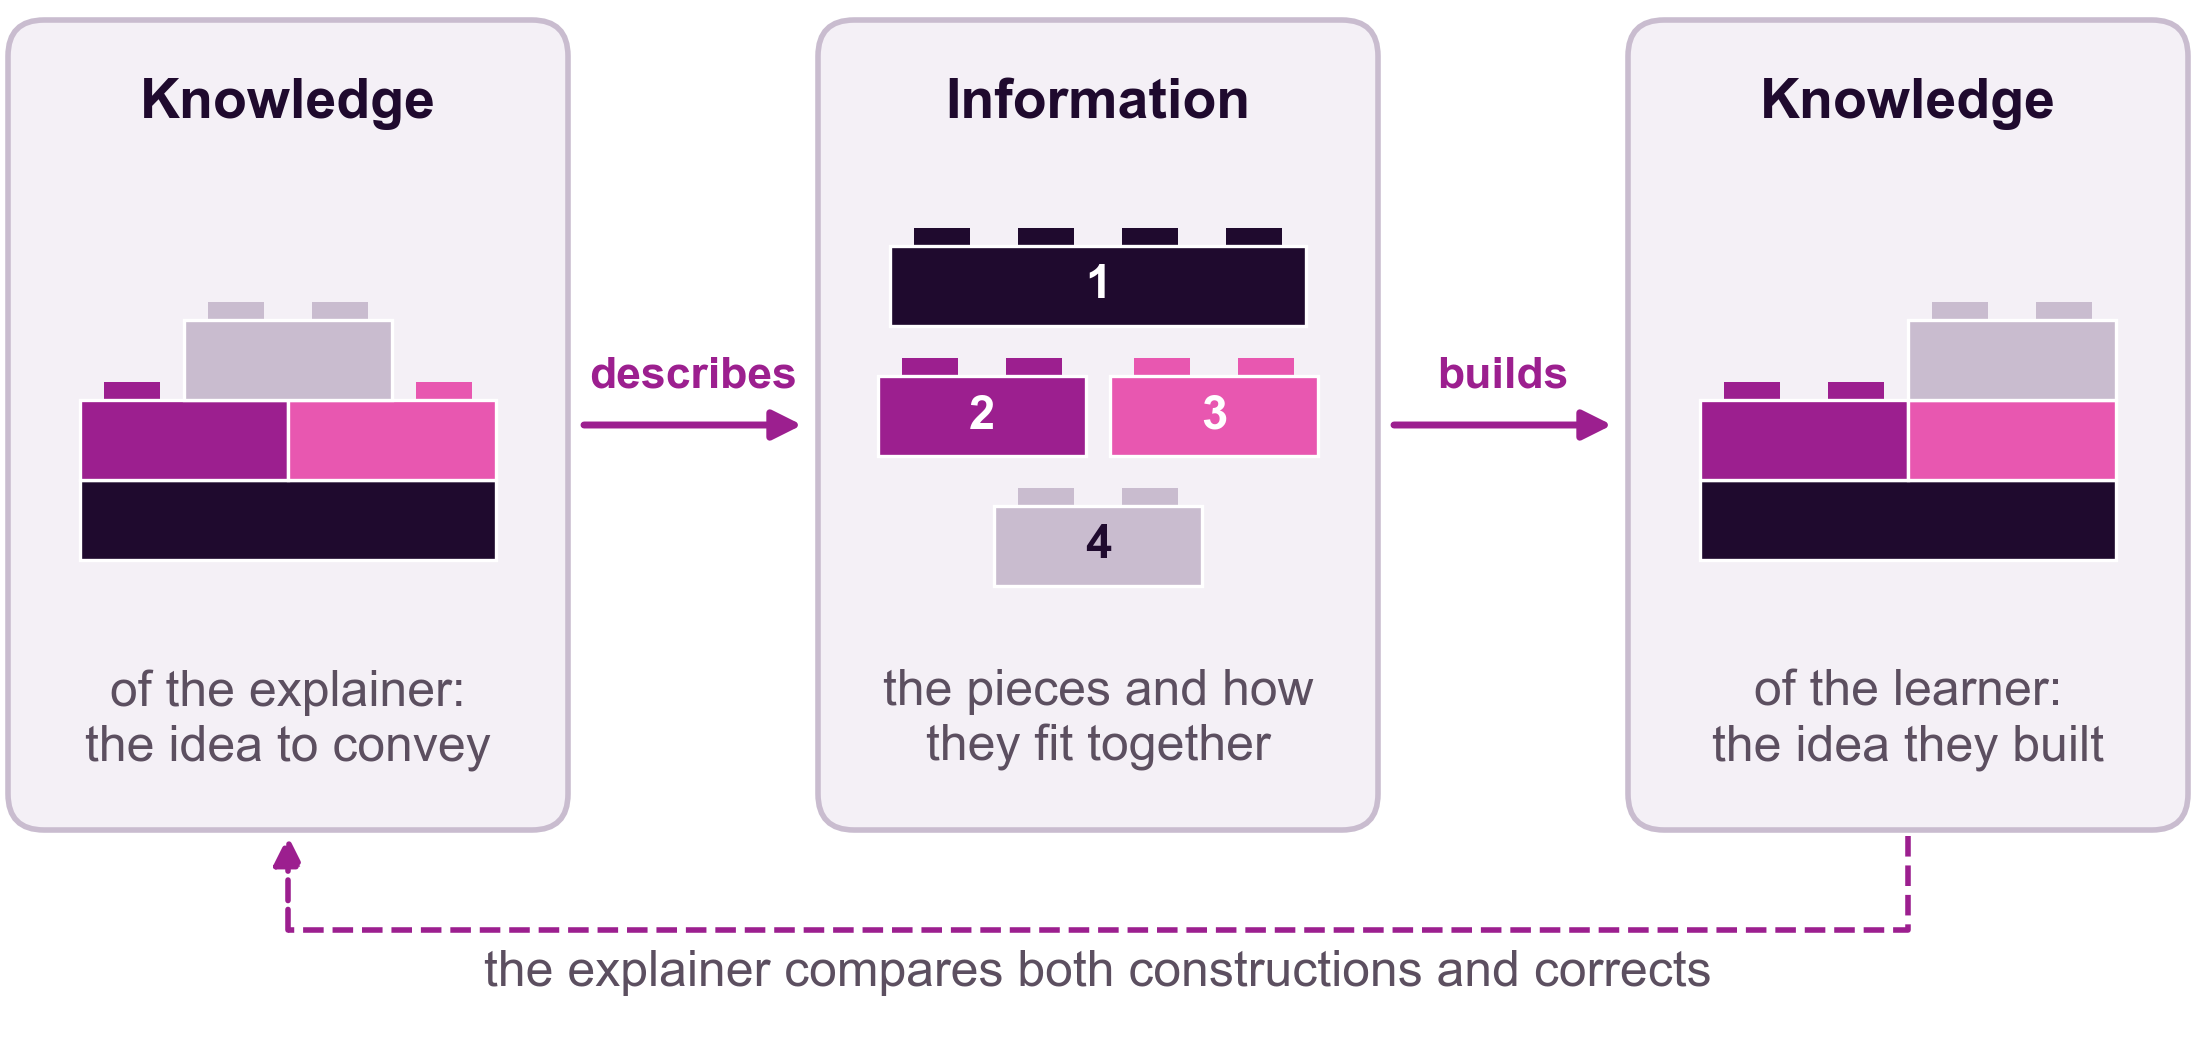 Knowledge
of the explainer:
the idea to convey
describes
Information
1
2
3
4
the pieces and how
they fit together
builds
Knowledge
of the learner:
the idea they built
the explainer compares both constructions and corrects